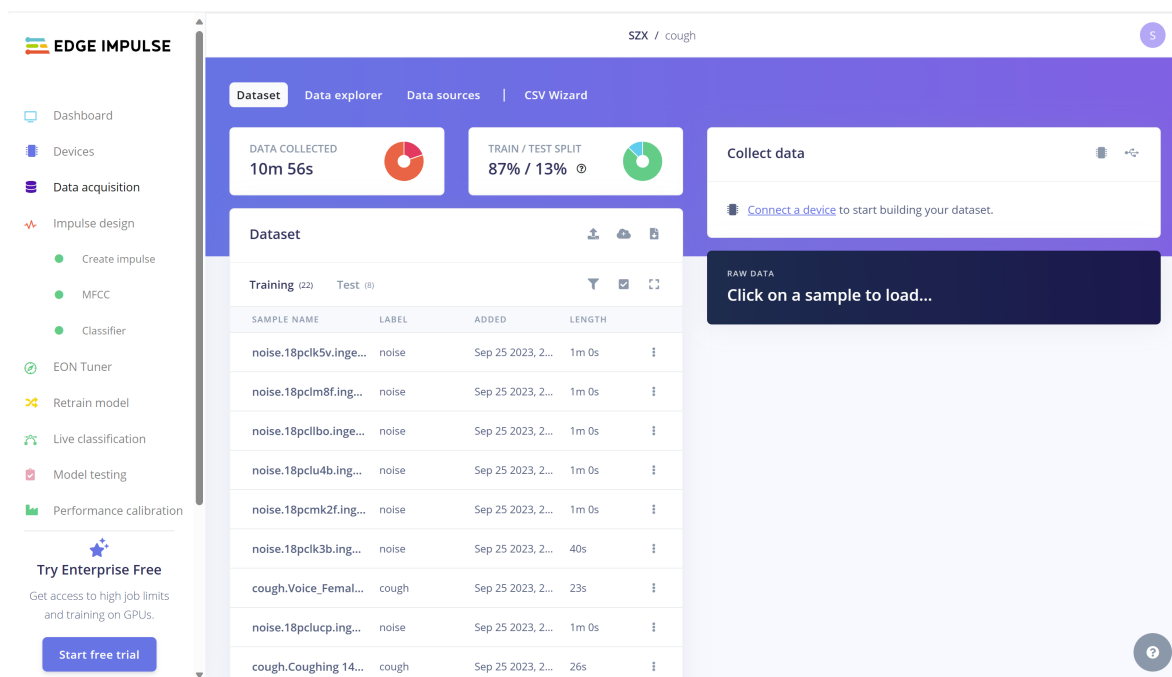 EDGE IMPULSE
Dashboard
Devices
Data acquisition
Impulse design
Create impulse
MFCC
Classifier
EON Tuner
Retrain model
Live classification
Model testing
Performance calibration
Try Enterprise Free
Get access to high job limits
and training on GPUs.
Start free trial
SZX / cough
S
Dataset Data explorer Data sources | CSV Wizard
DATA COLLECTED
10m 56s
TRAIN / TEST SPLIT
87% / 13% ?
Dataset
Training (22) Test (8)
SAMPLE NAME LABEL ADDED LENGTH
noise.18pclk5v.inge... noise Sep 25 2023, 2... 1m 0s
noise.18pclm8f.ing... noise Sep 25 2023, 2... 1m 0s
noise.18pcllbo.inge... noise Sep 25 2023, 2... 1m 0s
noise.18pclu4b.ing... noise Sep 25 2023, 2... 1m 0s
noise.18pcmk2f.ing... noise Sep 25 2023, 2... 1m 0s
noise.18pclk3b.ing... noise Sep 25 2023, 2... 40s
cough.Voice_Femal... cough Sep 25 2023, 2... 23s
noise.18pclucp.ing... noise Sep 25 2023, 2... 1m 0s
cough.Coughing 14... cough Sep 25 2023, 2... 26s
Collect data
Connect a device to start building your dataset.
RAW DATA
Click on a sample to load...
?